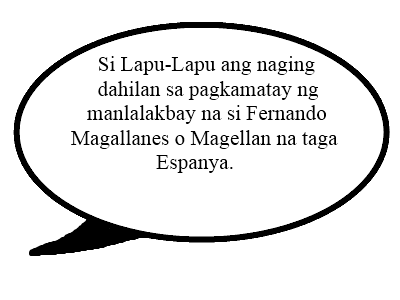 Si Lapu-Lapu ang naging
dahilan sa pagkamatay ng
manlalakbay na si Fernando
Magallanes o Magellan na taga
Espanya.